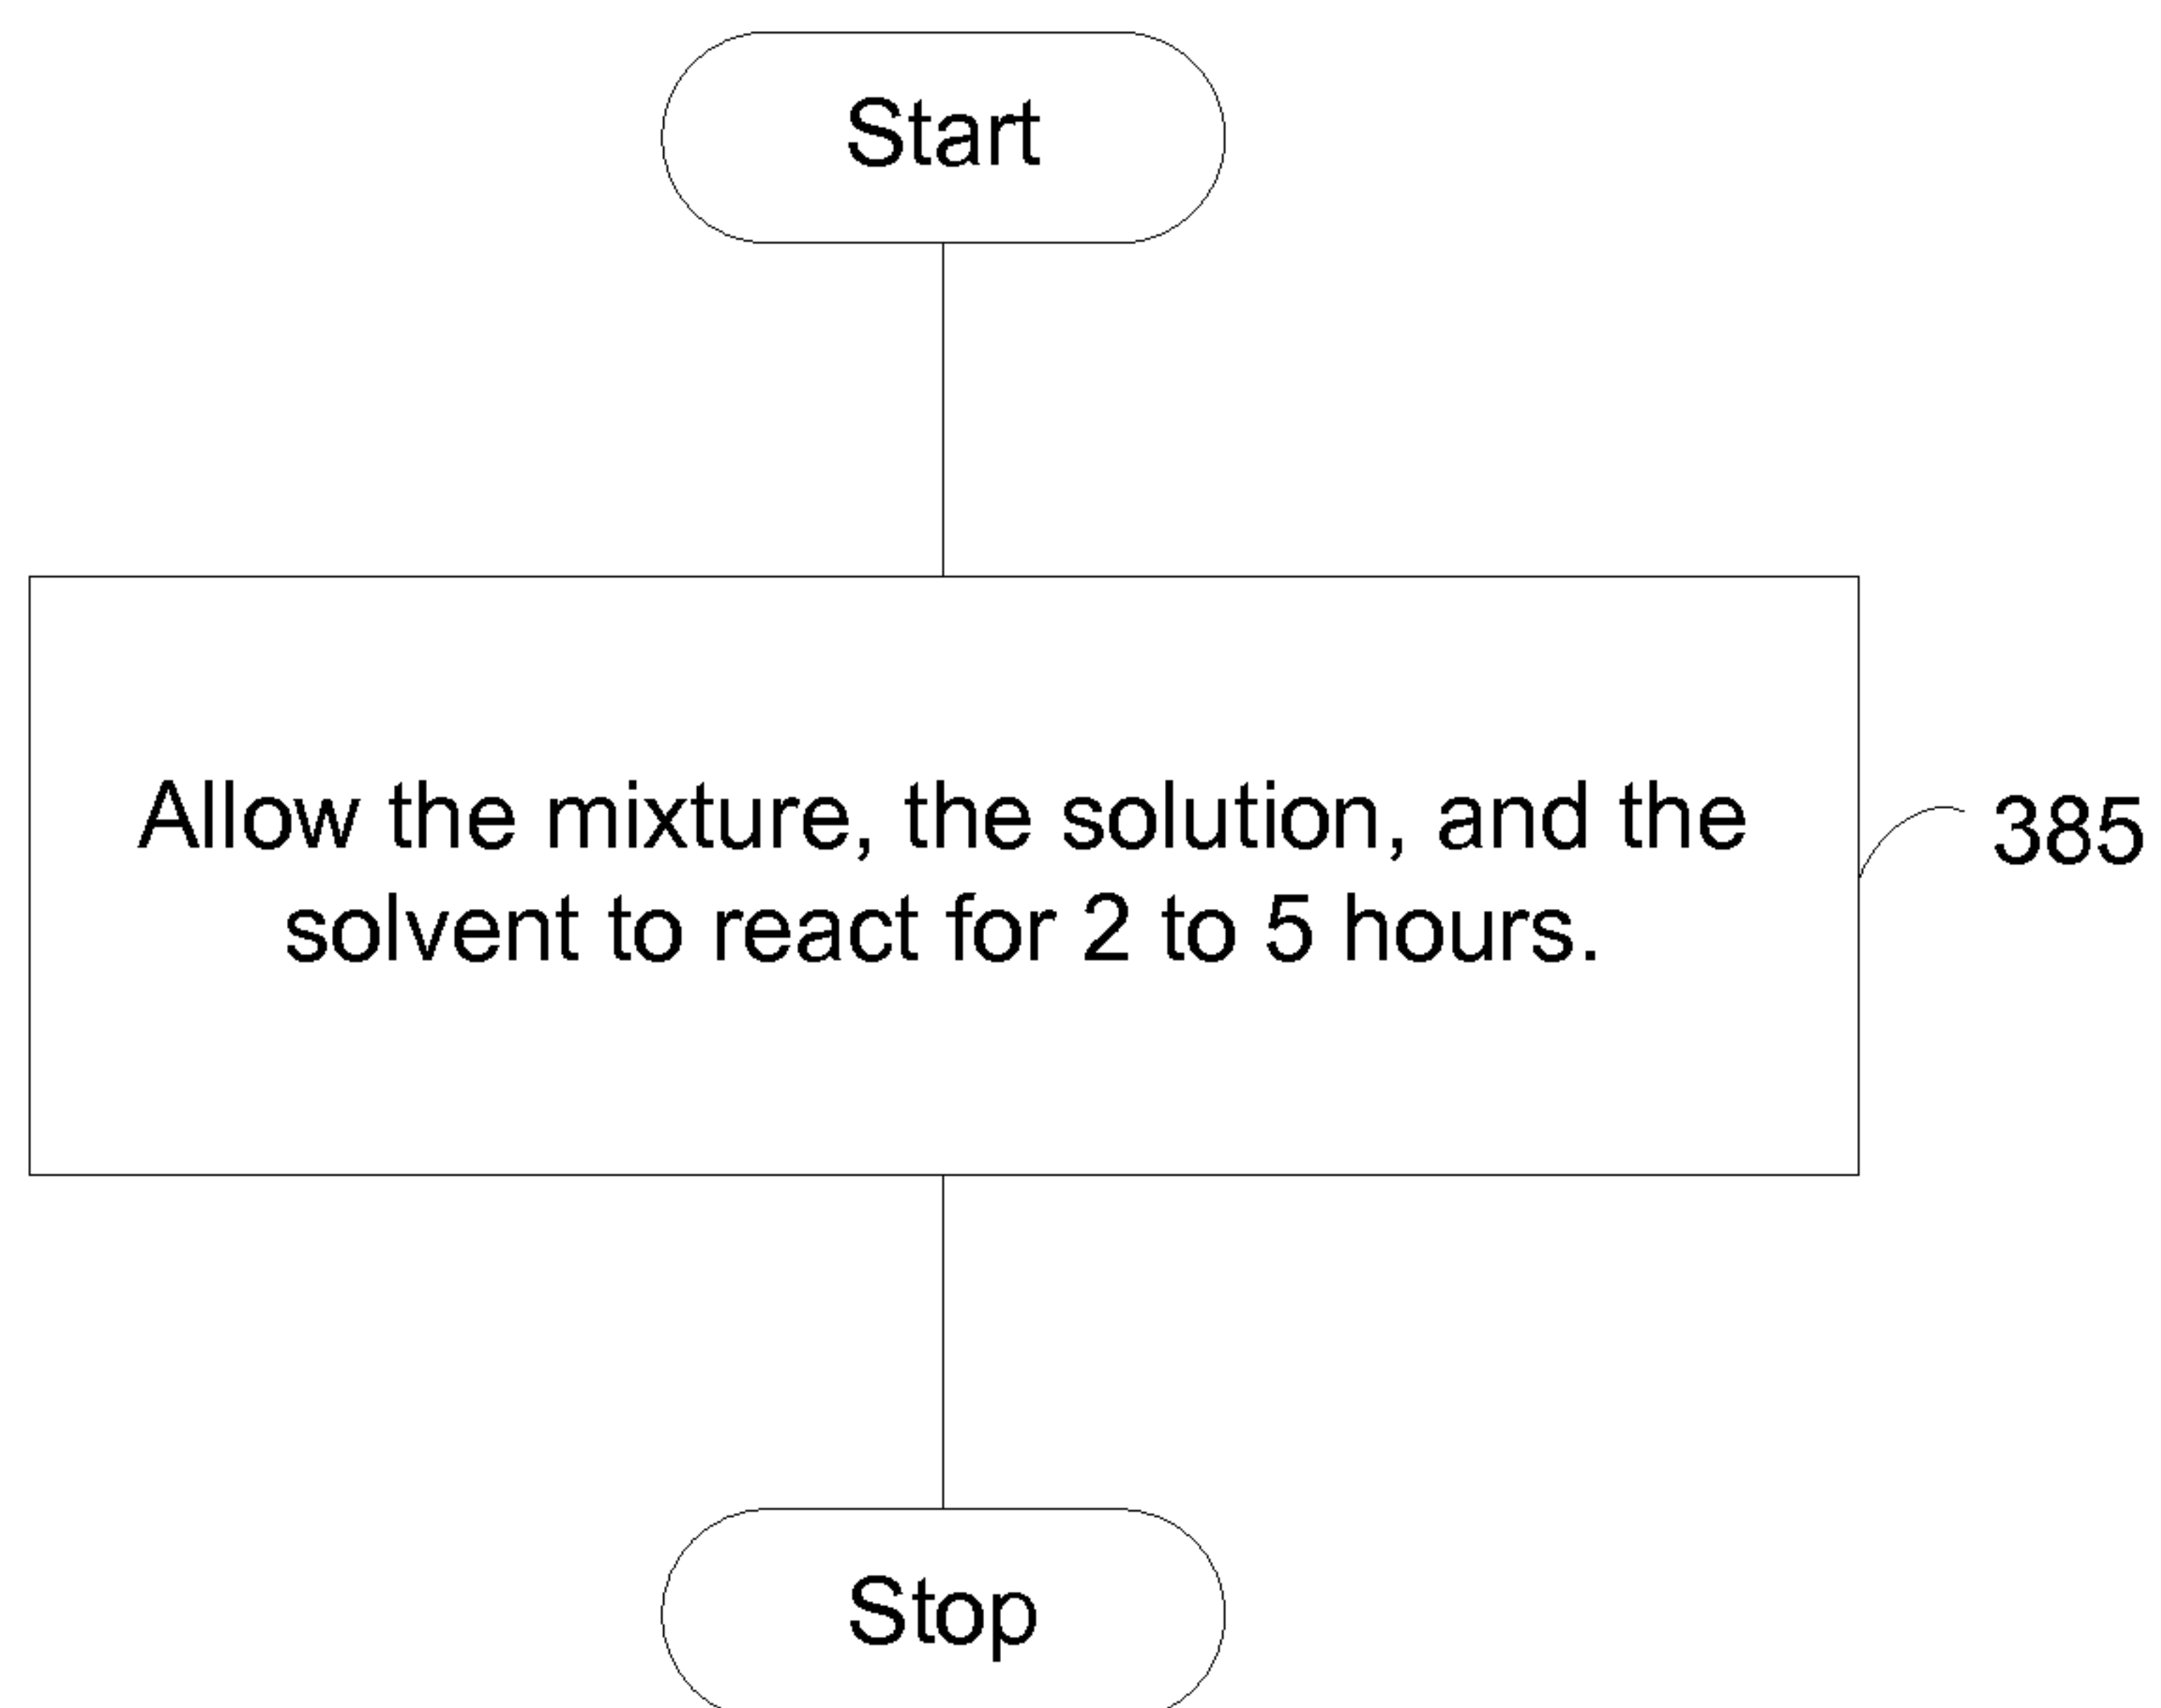 Start
Allow the mixture, the solution, and the
solvent to react for 2 to 5 hours.
385
Stop